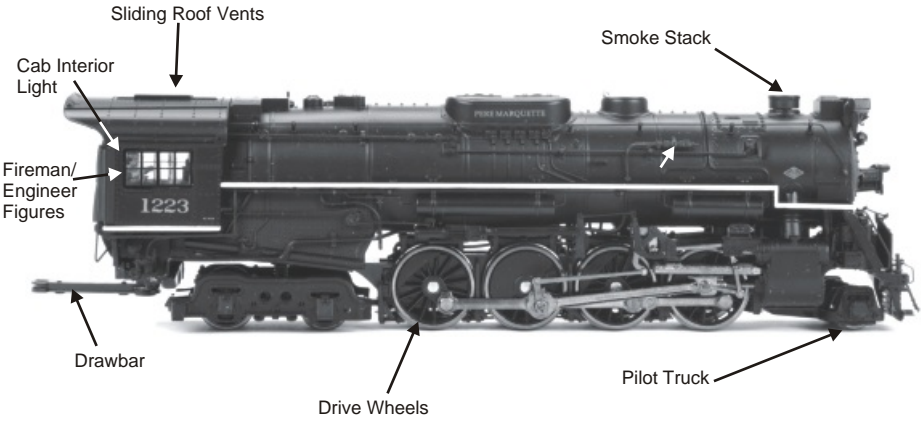 Sliding Roof Vents
Smoke Stack
Cab Interior
Light
PERE MARQUETTE
Fireman/
Engineer
Figures
1223
Drawbar
Pilot Truck
Drive Wheels